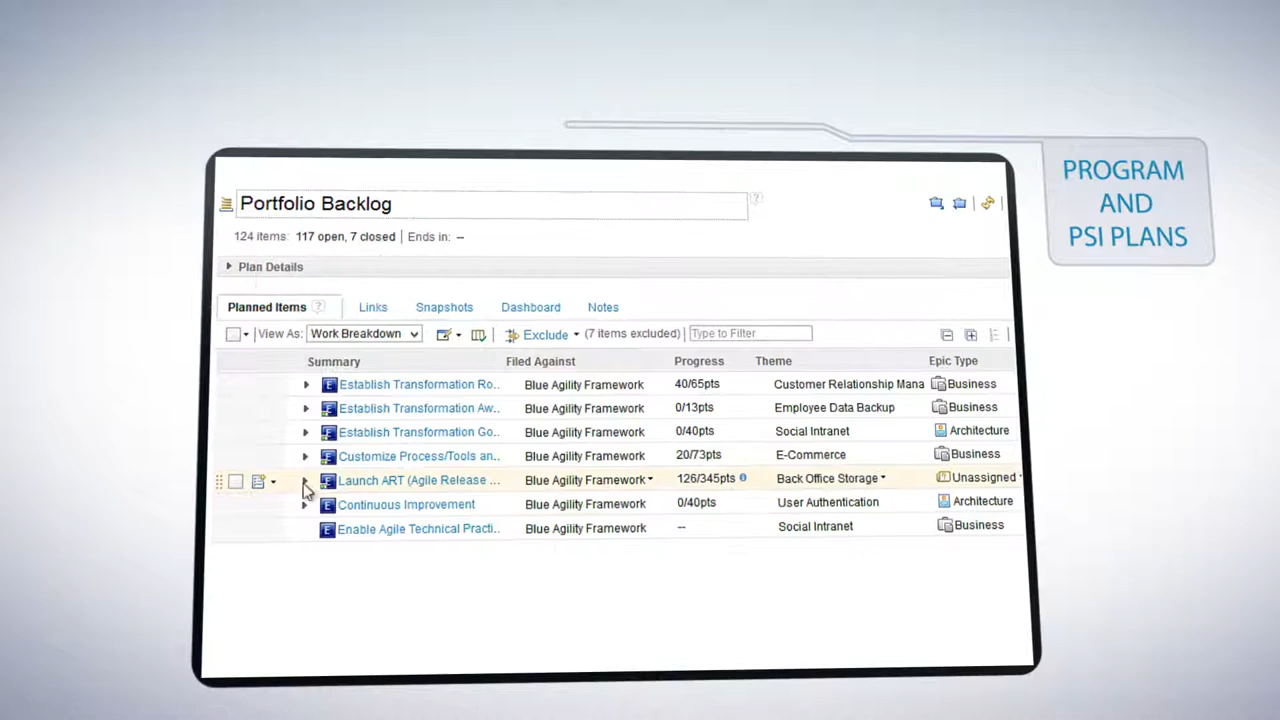 PROGRAM
AND
PSI PLANS
Portfolio Backlog ?
124 items: 117 open, 7 closed | Ends in: --
Plan Details
Planned Items ? Links Snapshots Dashboard Notes
View As: Work Breakdown Exclude (7 items excluded) Type to Filter
Summary Filed Against Progress Theme Epic Type
E Establish Transformation Ro... Blue Agility Framework 40/65pts Customer Relationship Mana Business
E Establish Transformation Aw.. Blue Agility Framework 0/13pts Employee Data Backup Business
E Establish Transformation Go... Blue Agility Framework 0/40pts Social Intranet Architecture
E Customize Process/Tools an.. Blue Agility Framework 20/73pts E-Commerce Business
E Launch ART (Agile Release ... Blue Agility Framework 126/345pts Back Office Storage Unassigned
E Continuous Improvement Blue Agility Framework 0/40pts User Authentication Architecture
E Enable Agile Technical Practi... Blue Agility Framework -- Social Intranet Business